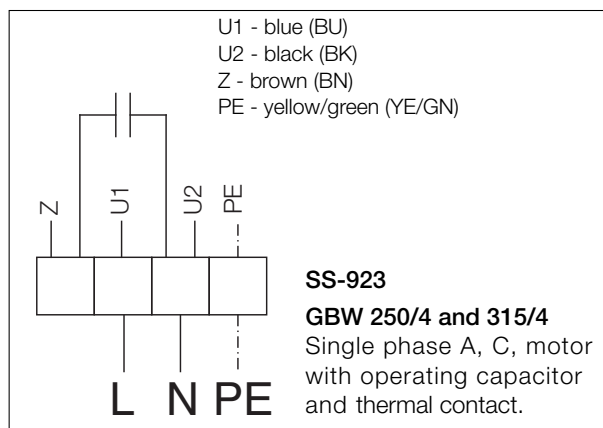 U1 - blue (BU)
U2 - black (BK)
Z - brown (BN)
PE - yellow/green (YE/GN)
Z
U1
U2
PE
L N PE
SS-923
GBW 250/4 and 315/4
Single phase A, C, motor
with operating capacitor
and thermal contact.